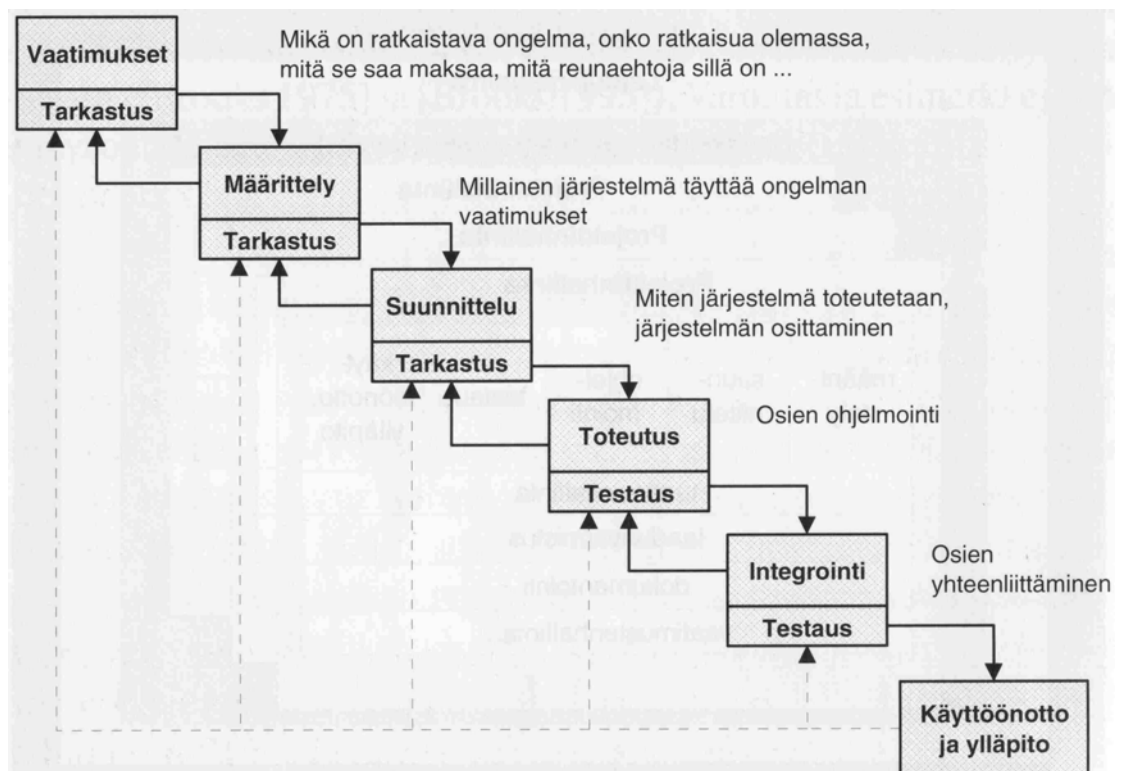 Vaatimukset
Tarkastus
Mikä on ratkaistava ongelma, onko ratkaisua olemassa,
mitä se saa maksaa, mitä reunaehtoja sillä on ...
Määrittely
Tarkastus
Millainen järjestelmä täyttää ongelman
vaatimukset
Suunnittelu
Tarkastus
Miten järjestelmä toteutetaan,
järjestelmän osittaminen
Toteutus
Testaus
Osien ohjelmointi
Integrointi
Testaus
Osien
yhteenliittäminen
Käyttöönotto
ja ylläpito